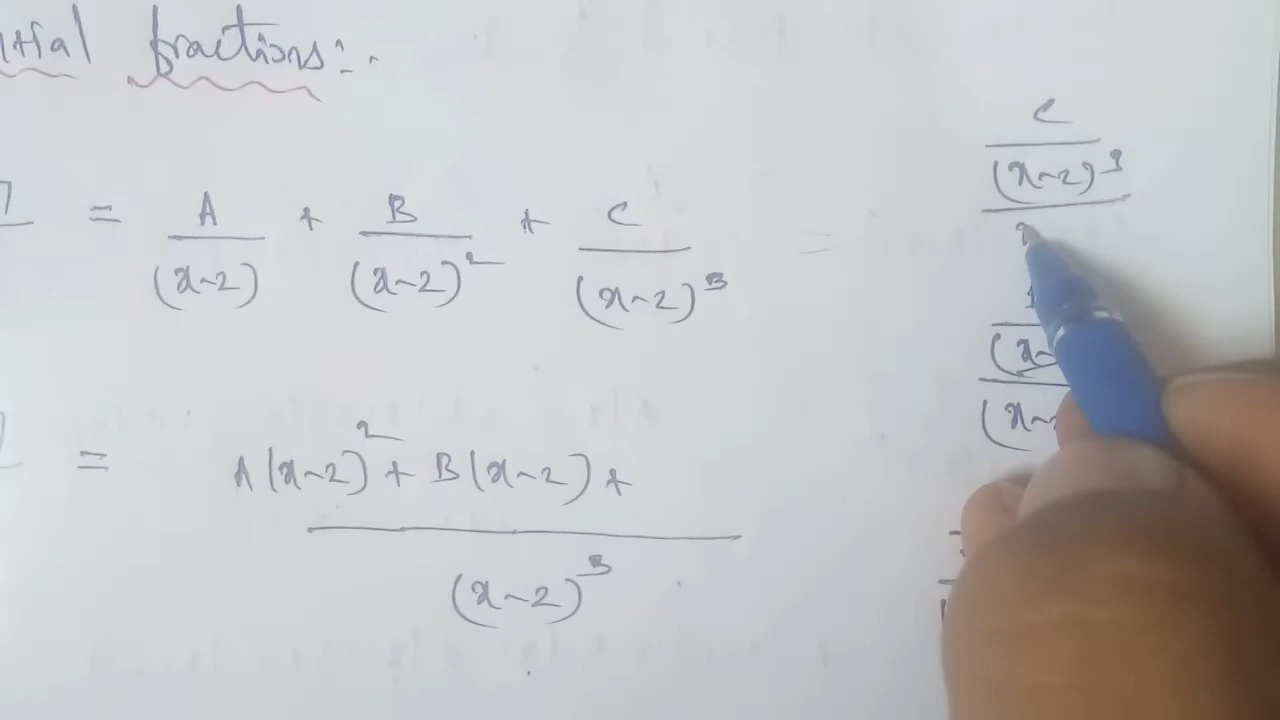 fractions:-
= A/(x-2) + B/(x-2)² + C/(x-2)³ =
= A(x-2)² + B(x-2) + / (x-2)³
C/(x-2)³